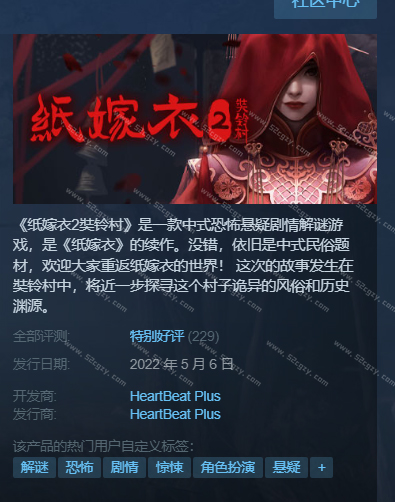 社区中心
紙嫁衣2
奘铃村
《纸嫁衣2奘铃村》是一款中式恐怖悬疑剧情解谜游
戏，是《纸嫁衣》的续作。没错，依旧是中式民俗题
材，欢迎大家重返纸嫁衣的世界！ 这次的故事发生在
奘铃村中，将近一步探寻这个村子诡异的风俗和历史
渊源。
全部评测: 特别好评 (229)
发行日期: 2022 年 5 月 6 日
开发商: HeartBeat Plus
发行商: HeartBeat Plus
该产品的热门用户自定义标签：
解谜 恐怖 剧情 惊悚 角色扮演 悬疑 +
www.52cgzy.com